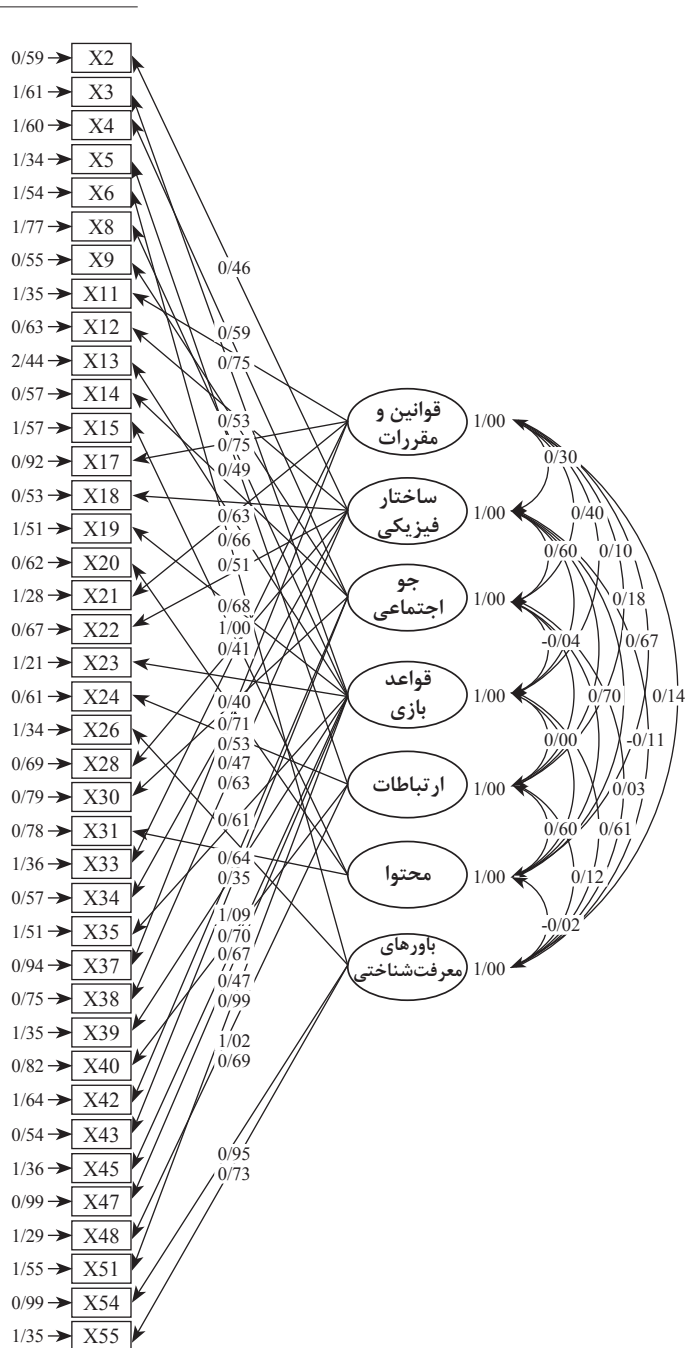 0/59 X2
1/61 X3
1/60 X4
1/34 X5
1/54 X6
1/77 X8
0/55 X9
1/35 X11
0/63 X12
2/44 X13
0/57 X14
1/57 X15
0/92 X17
0/53 X18
1/51 X19
0/62 X20
1/28 X21
0/67 X22
1/21 X23
0/61 X24
1/34 X26
0/69 X28
0/79 X30
0/78 X31
1/36 X33
0/57 X34
1/51 X35
0/94 X37
0/75 X38
1/35 X39
0/82 X40
1/64 X42
0/54 X43
1/36 X45
0/99 X47
1/29 X48
1/55 X51
0/99 X54
1/35 X55
0/46
0/59
0/75
0/53
0/75
0/49
0/63
0/66
0/51
0/68
1/00
0/41
0/40
0/71
0/53
0/47
0/63
0/61
0/64
0/35
1/09
0/70
0/67
0/47
0/99
1/02
0/69
0/95
0/73
قوانین و
مقررات
1/00
ساختار
فیزیکی
1/00
جو
اجتماعی
1/00
قواعد
بازی
1/00
ارتباطات
1/00
محتوا
1/00
باورهای
معرفت‌شناختی
1/00
0/30
0/40
0/60
0/10
0/18
-0/04
0/67
0/70
0/14
0/00
-0/11
0/03
0/60
0/61
0/12
-0/02